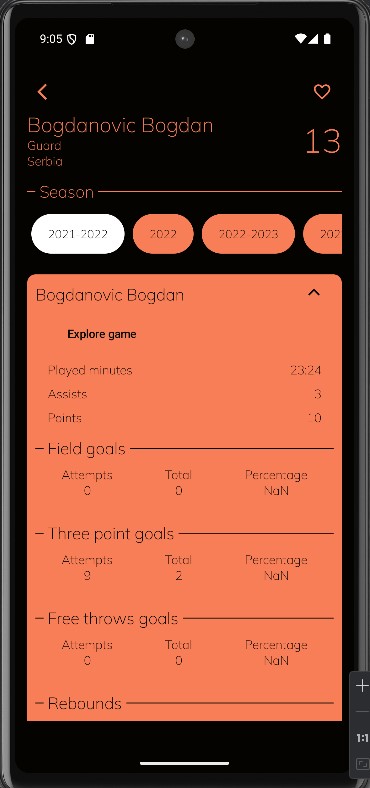 9:05
Bogdanovic Bogdan
Guard
Serbia
13
Season
2021-2022 2022 2022-2023 202
Bogdanovic Bogdan
Explore game
Played minutes 23:24
Assists 3
Points 10
Field goals
Attempts Total Percentage
0 0 NaN
Three point goals
Attempts Total Percentage
9 2 NaN
Free throws goals
Attempts Total Percentage
0 0 NaN
Rebounds
1:1